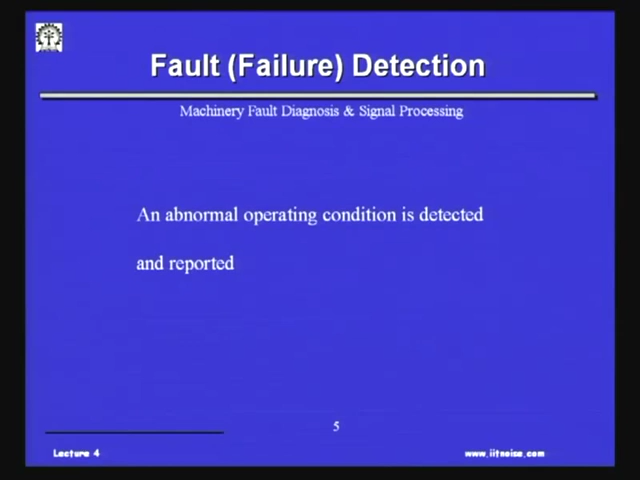 Fault (Failure) Detection
Machinery Fault Diagnosis & Signal Processing
An abnormal operating condition is detected
and reported
5
Lecture 4
www.iitnoise.com